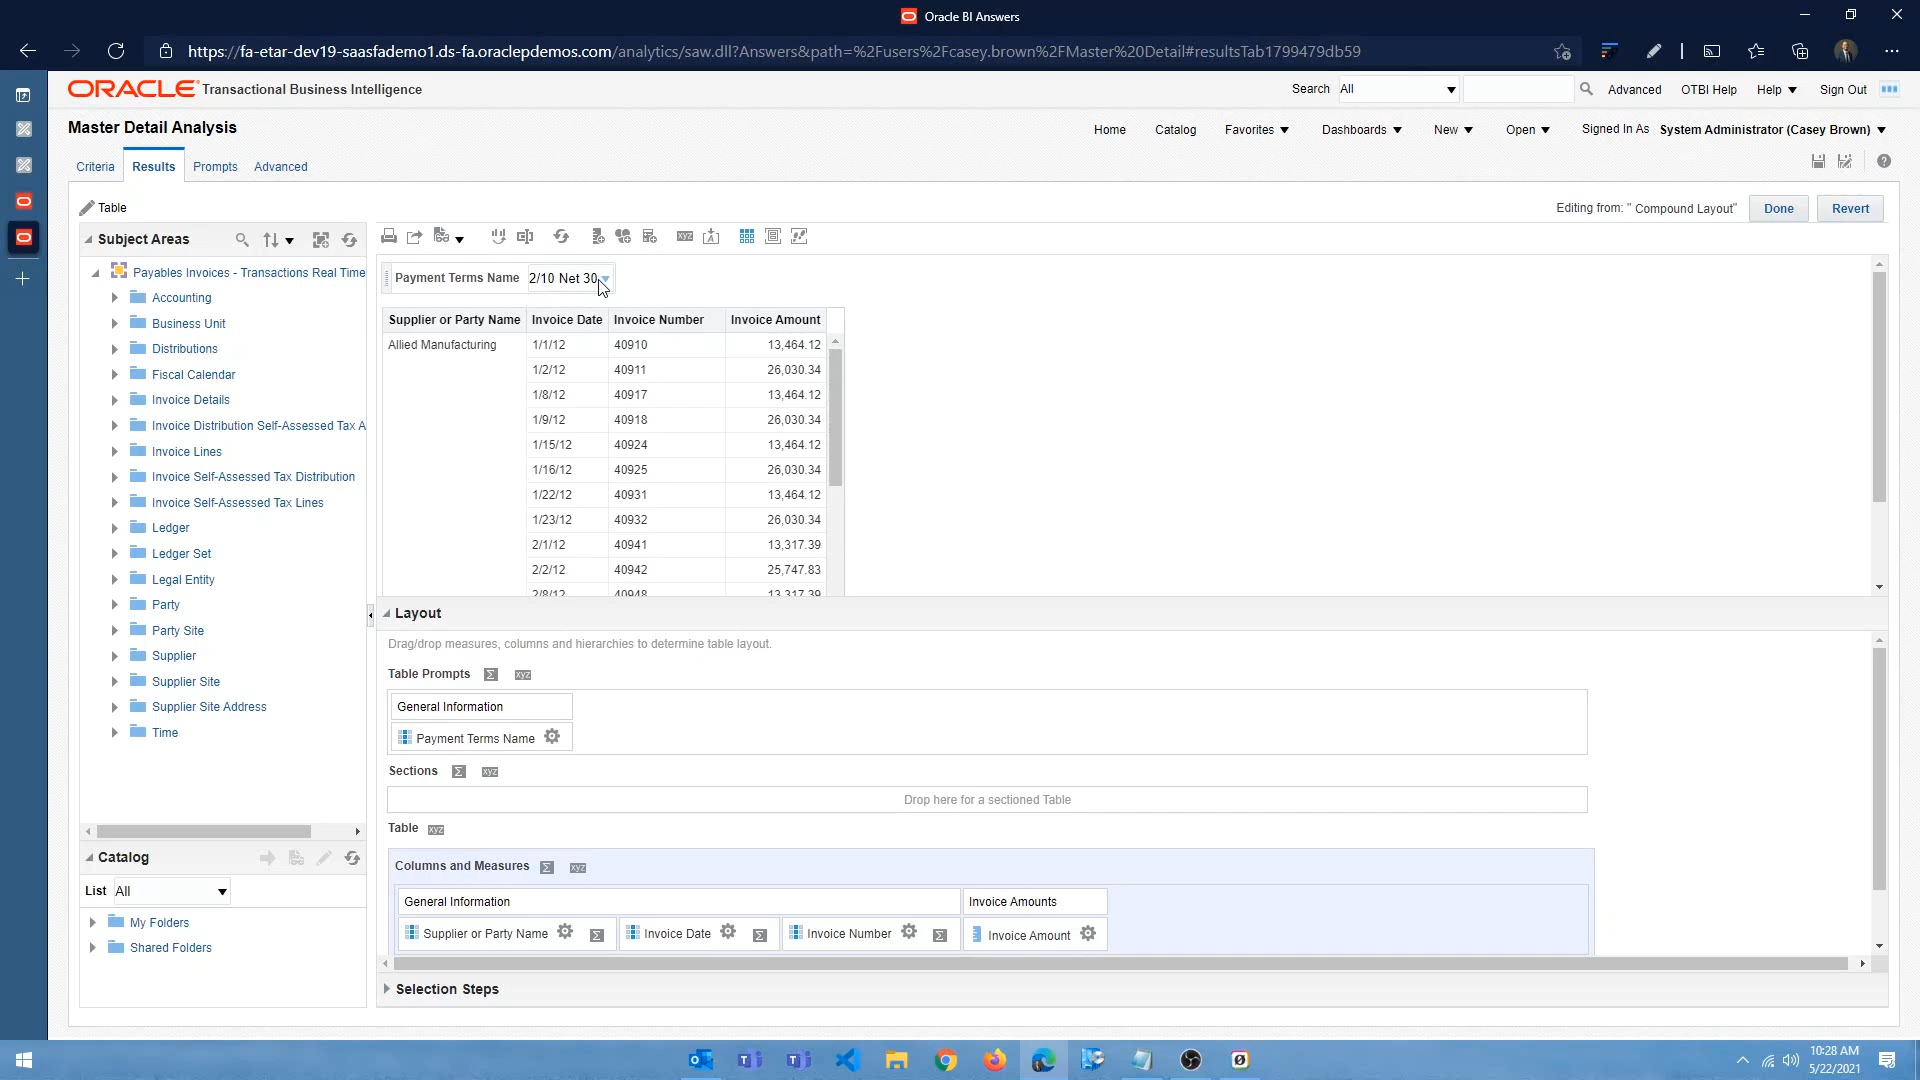 Oracle BI Answers
https://fa-etar-dev19-saasfademo1.ds-fa.oraclepdemos.com/analytics/saw.dll?Answers&path=%2Fusers%2Fcasey.brown%2FMaster%20Detail#resultsTab1799479db59
ORACLE Transactional Business Intelligence
Search All Advanced OTBI Help Help Sign Out
Master Detail Analysis
Home Catalog Favorites Dashboards New Open Signed In As System Administrator (Casey Brown)
Criteria Results Prompts Advanced
Table
Editing from: " Compound Layout" Done Revert
Subject Areas
Payables Invoices - Transactions Real Time
Accounting
Business Unit
Distributions
Fiscal Calendar
Invoice Details
Invoice Distribution Self-Assessed Tax A
Invoice Lines
Invoice Self-Assessed Tax Distribution
Invoice Self-Assessed Tax Lines
Ledger
Ledger Set
Legal Entity
Party
Party Site
Supplier
Supplier Site
Supplier Site Address
Time
Catalog
List All
My Folders
Shared Folders
Payment Terms Name 2/10 Net 30
Supplier or Party Name Invoice Date Invoice Number Invoice Amount
Allied Manufacturing 1/1/12 40910 13,464.12
1/2/12 40911 26,030.34
1/8/12 40917 13,464.12
1/9/12 40918 26,030.34
1/15/12 40924 13,464.12
1/16/12 40925 26,030.34
1/22/12 40931 13,464.12
1/23/12 40932 26,030.34
2/1/12 40941 13,317.39
2/2/12 40942 25,747.83
2/8/12 40948 13,317.39
Layout
Drag/drop measures, columns and hierarchies to determine table layout.
Table Prompts xyz
General Information
Payment Terms Name
Sections xyz
Drop here for a sectioned Table
Table xyz
Columns and Measures xyz
General Information Invoice Amounts
Supplier or Party Name Invoice Date Invoice Number Invoice Amount
Selection Steps
10:28 AM
5/22/2021